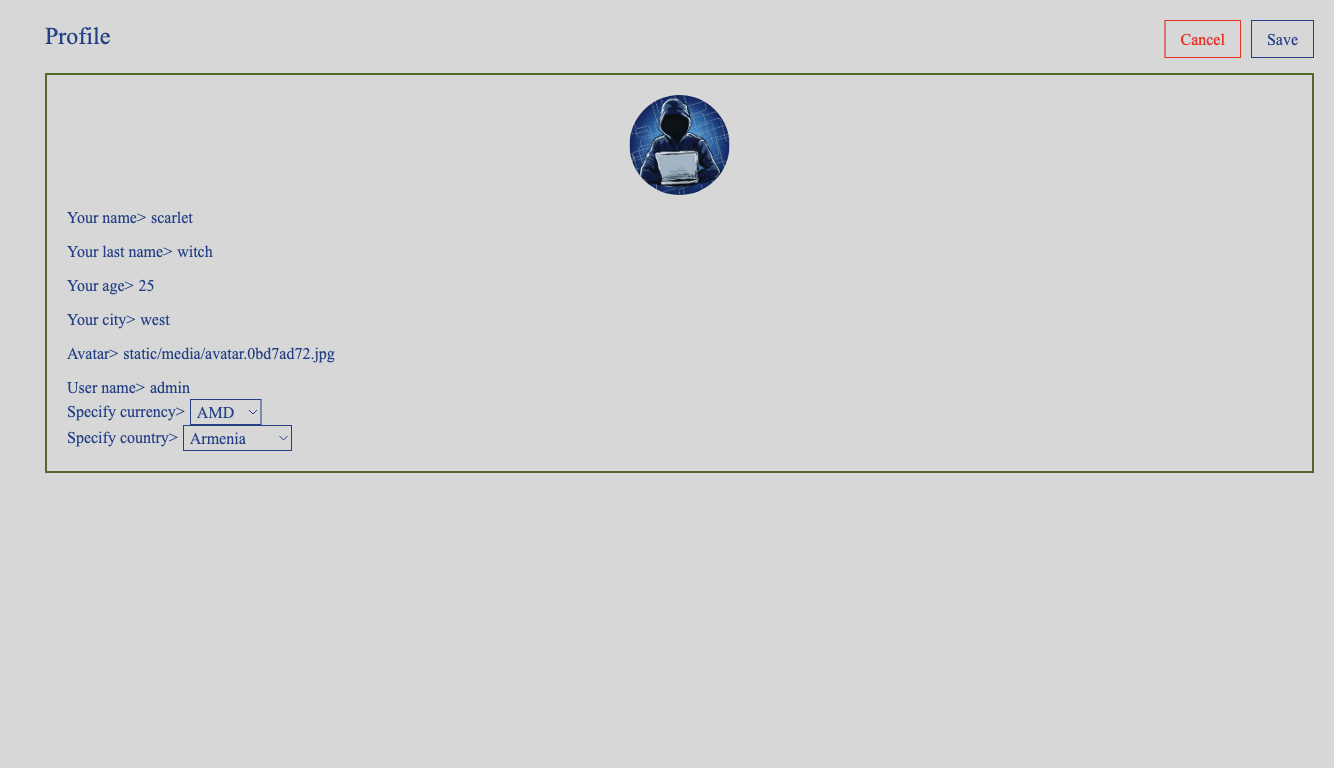 Profile
Cancel
Save
Your name> scarlet
Your last name> witch
Your age> 25
Your city> west
Avatar> static/media/avatar.0bd7ad72.jpg
User name> admin
Specify currency> AMD
Specify country> Armenia